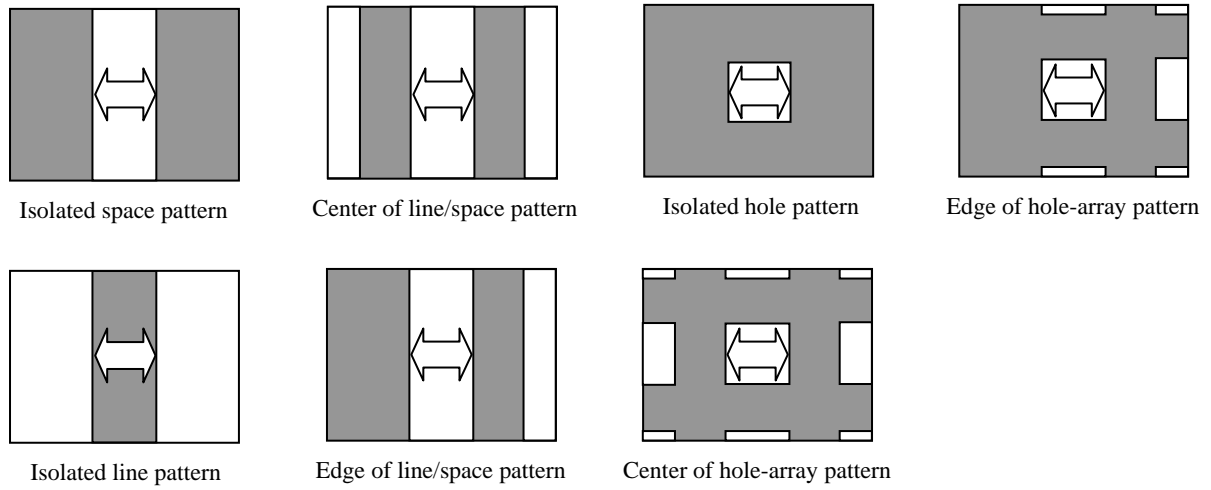 Isolated space pattern
Center of line/space pattern
Isolated hole pattern
Edge of hole-array pattern
Isolated line pattern
Edge of line/space pattern
Center of hole-array pattern